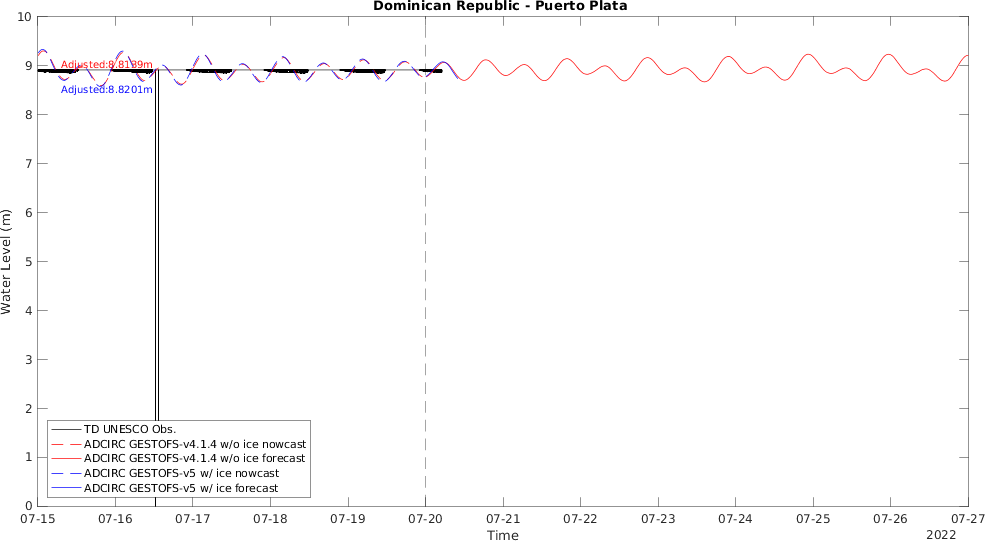 Dominican Republic - Puerto Plata
10
9
8
7
6
5
4
3
2
1
0
Water Level (m)
Adjusted:8.8139m
Adjusted:8.8201m
TD UNESCO Obs.
ADCIRC GESTOFS-v4.1.4 w/o ice nowcast
ADCIRC GESTOFS-v4.1.4 w/o ice forecast
ADCIRC GESTOFS-v5 w/ ice nowcast
ADCIRC GESTOFS-v5 w/ ice forecast
07-15 07-16 07-17 07-18 07-19 07-20 07-21 07-22 07-23 07-24 07-25 07-26 07-27
Time
2022